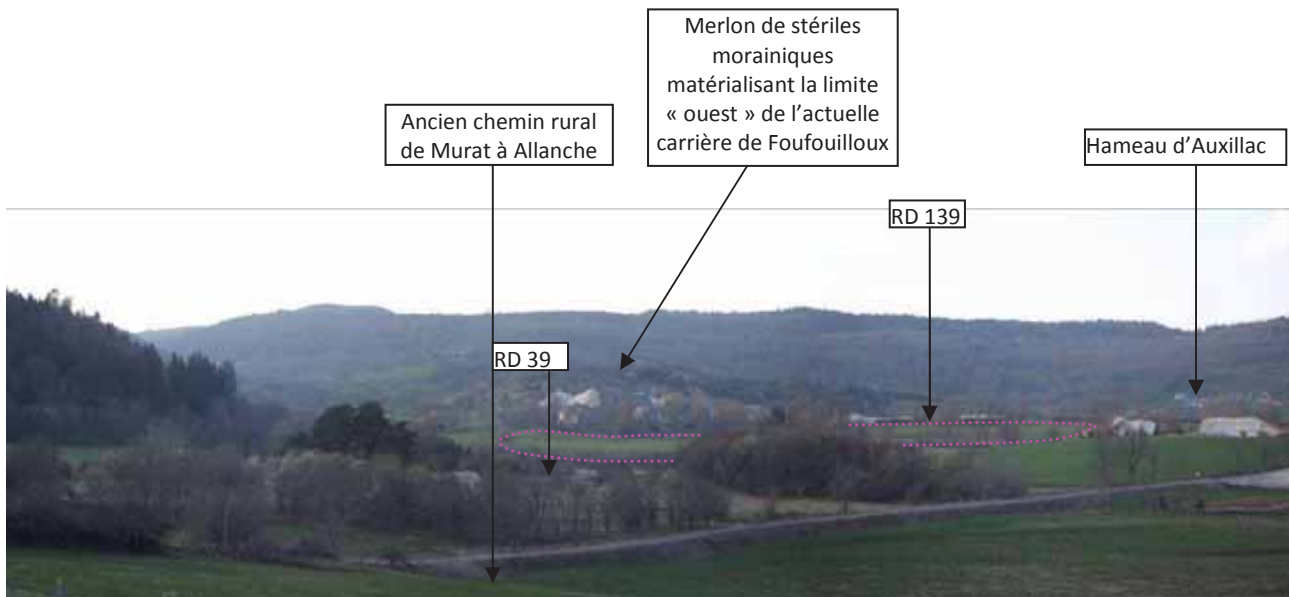 Merlon de stériles
morainiques
matérialisant la limite
« ouest » de l'actuelle
carrière de Foufouilloux
Ancien chemin rural
de Murat à Allanche
Hameau d'Auxillac
RD 139
RD 39